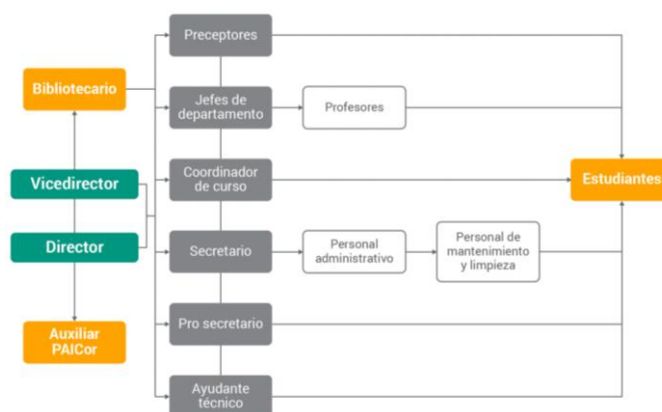 Preceptores
Bibliotecario
Jefes de
departamento
Profesores
Vicedirector
Coordinador
de curso
Estudiantes
Director
Secretario
Personal
administrativo
Personal de
mantenimiento
y limpieza
Auxiliar
PAICor
Pro secretario
Ayudante
técnico